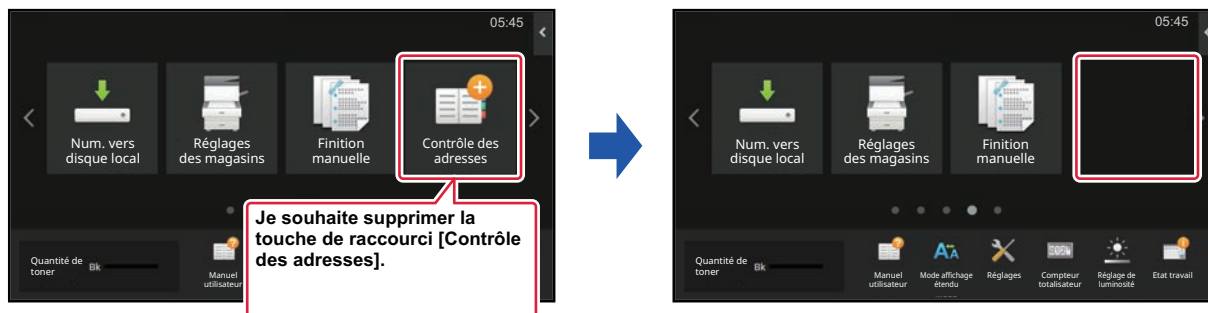 05:45
Num. vers
disque local
Réglages
des magasins
Finition
manuelle
Contrôle des
adresses
Je souhaite supprimer la
touche de raccourci [Contrôle
des adresses].
Quantité de
toner
Bk
Manuel
utilisateur
05:45
Num. vers
disque local
Réglages
des magasins
Finition
manuelle
Quantité de
toner
Bk
Manuel
utilisateur
Mode affichage
étendu
Réglages
Compteur
totalisateur
Réglage de
luminosité
Etat travail